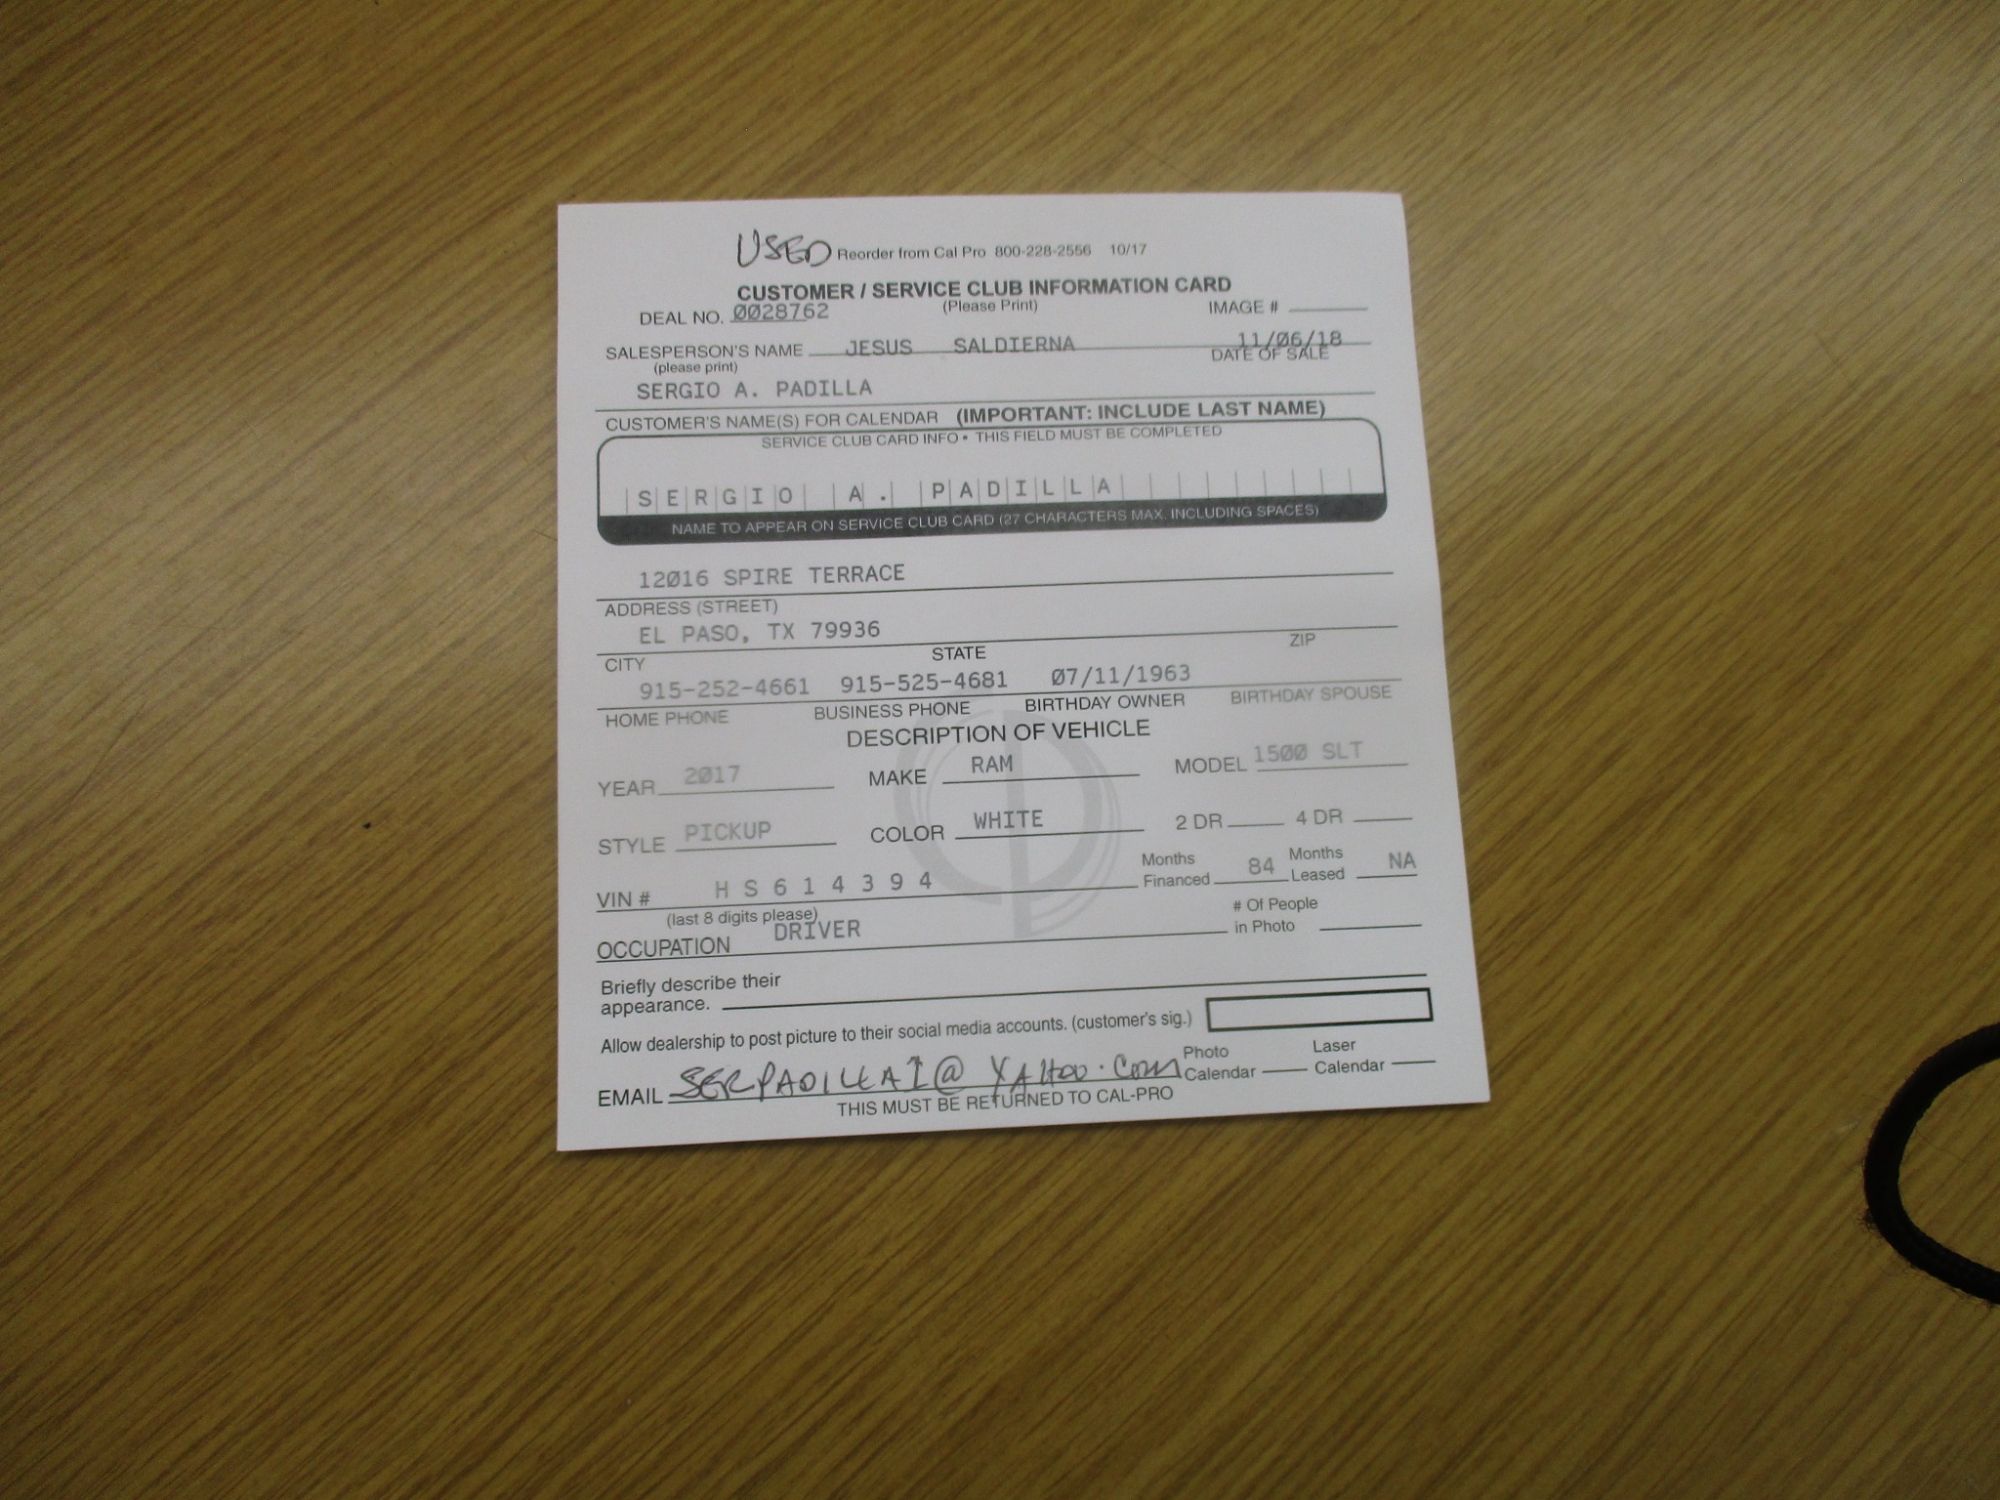 USED Reorder from Cal Pro 800-228-2556 10/17
CUSTOMER / SERVICE CLUB INFORMATION CARD
DEAL NO. 0028762 (Please Print) IMAGE #
SALESPERSON'S NAME JESUS SALDIERNA 11/06/18
(please print) DATE OF SALE
SERGIO A. PADILLA
CUSTOMER'S NAME(S) FOR CALENDAR (IMPORTANT: INCLUDE LAST NAME)
SERVICE CLUB CARD INFO • THIS FIELD MUST BE COMPLETED
SERGIO A. PADILLA
NAME TO APPEAR ON SERVICE CLUB CARD (27 CHARACTERS MAX. INCLUDING SPACES)
12016 SPIRE TERRACE
ADDRESS (STREET)
EL PASO, TX 79936
CITY STATE ZIP
915-252-4661 915-525-4681 07/11/1963
HOME PHONE BUSINESS PHONE BIRTHDAY OWNER BIRTHDAY SPOUSE
DESCRIPTION OF VEHICLE
YEAR 2017 MAKE RAM MODEL 1500 SLT
STYLE PICKUP COLOR WHITE 2 DR 4 DR
VIN # HS614394 Months Financed 84 Months Leased NA
(last 8 digits please)
OCCUPATION DRIVER # Of People in Photo
Briefly describe their
appearance.
Allow dealership to post picture to their social media accounts. (customer's sig.)
EMAIL SERPADILLA1@YAHOO.COM Photo Calendar Laser Calendar
THIS MUST BE RETURNED TO CAL-PRO